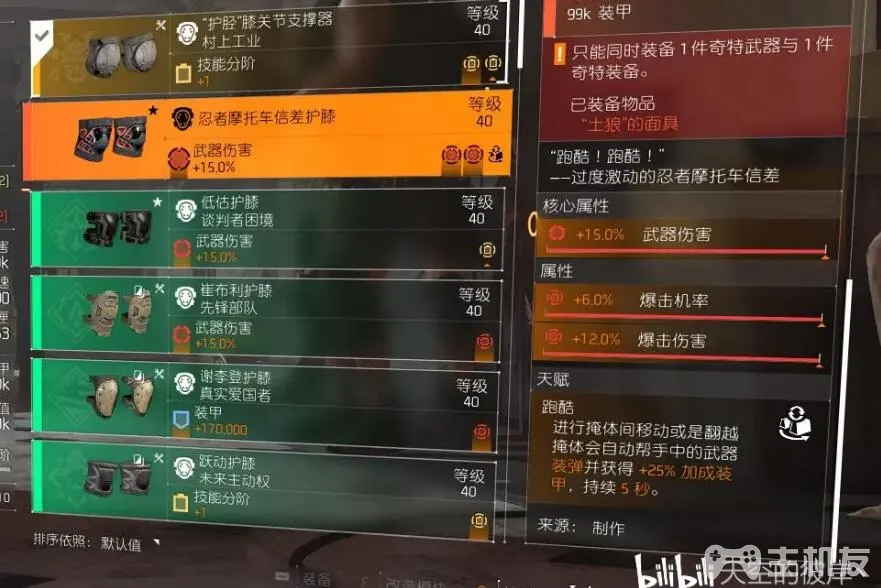 "护胫"膝关节支撑器
村上工业
等级
40
技能分阶
+1
忍者摩托车信差护膝
等级
40
武器伤害
+15.0%
低估护膝
谈判者困境
等级
40
武器伤害
+15.0%
崔布利护膝
先锋部队
等级
40
武器伤害
+15.0%
谢李登护膝
真实爱国者
等级
40
装甲
+170,000
跃动护膝
未来主动权
等级
40
技能分阶
+1
排序依照: 默认值
99k 装甲
只能同时装备1件奇特武器与1件
奇特装备。
已装备物品
"土狼"的面具
"跑酷!跑酷!"
——过度激动的忍者摩托车信差
核心属性
+15.0% 武器伤害
属性
+6.0% 爆击机率
+12.0% 爆击伤害
天赋
跑酷
进行掩体间移动或是翻越
掩体会自动帮手中的武器
装弹并获得 +25% 加成装
甲,持续 5 秒。
来源: 制作
装备
bilibili
主机友